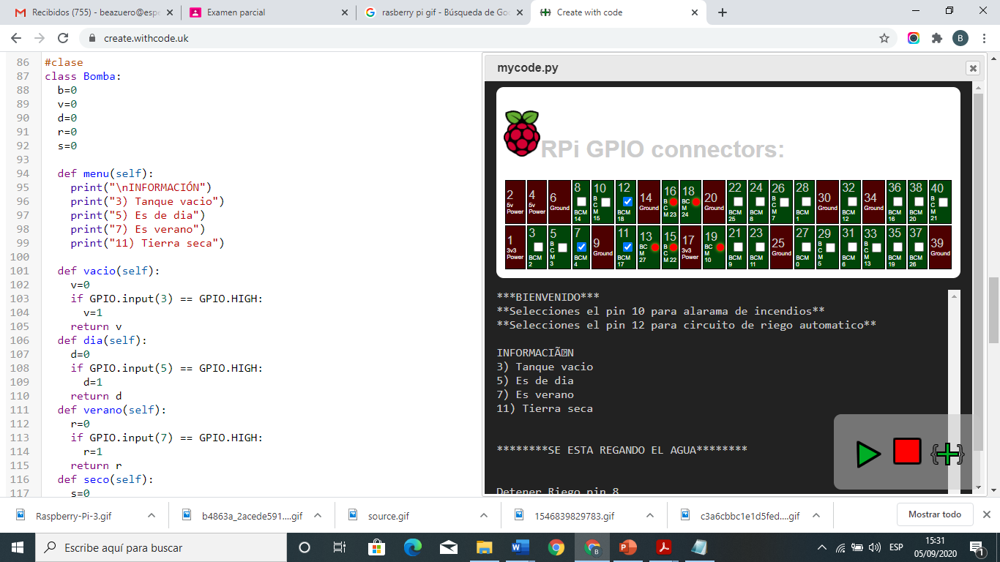 Recibidos (755) - beazuero@espe
Examen parcial
rasberry pi gif - Búsqueda de Goo
Create with code
create.withcode.uk
B
86 #clase
87 class Bomba:
88 b=0
89 v=0
90 d=0
91 r=0
92 s=0
93
94 def menu(self):
95 print("\nINFORMACIÓN")
96 print("3) Tanque vacio")
97 print("5) Es de dia")
98 print("7) Es verano")
99 print("11) Tierra seca")
100
101 def vacio(self):
102 v=0
103 if GPIO.input(3) == GPIO.HIGH:
104 v=1
105 return v
106 def dia(self):
107 d=0
108 if GPIO.input(5) == GPIO.HIGH:
109 d=1
110 return d
111 def verano(self):
112 r=0
113 if GPIO.input(7) == GPIO.HIGH:
114 r=1
115 return r
116 def seco(self):
117 s=0
mycode.py
RPi GPIO connectors:
2 5v Power
4 5v Power
6 Ground
8 BCM 14
10 BCM 15
12 BCM 18
14 Ground
16 BCM 23
18 BCM 24
20 Ground
22 BCM 25
24 BCM 8
26 BCM 7
28 BCM 1
30 Ground
32 BCM 12
34 Ground
36 BCM 16
38 BCM 20
40 BCM 21
1 3v3 Power
3 BCM 2
5 BCM 3
7 BCM 4
9 Ground
11 BCM 17
13 BCM 27
15 BCM 22
17 3v3 Power
19 BCM 10
21 BCM 9
23 BCM 11
25 Ground
27 BCM 0
29 BCM 5
31 BCM 6
33 BCM 13
35 BCM 19
37 BCM 26
39 Ground
***BIENVENIDO***
**Selecciones el pin 10 para alarama de incendios**
**Selecciones el pin 12 para circuito de riego automatico**
3) Tanque vacio
5) Es de dia
7) Es verano
11) Tierra seca
********SE ESTA REGANDO EL AGUA********
Detener Riego pin 8
Raspberry-Pi-3.gif
b4863a_2acede591....gif
source.gif
1546839829783.gif
c3a6cbbc1e1d5fed....gif
Mostrar todo
Escribe aquí para buscar
ESP
15:31
05/09/2020
1